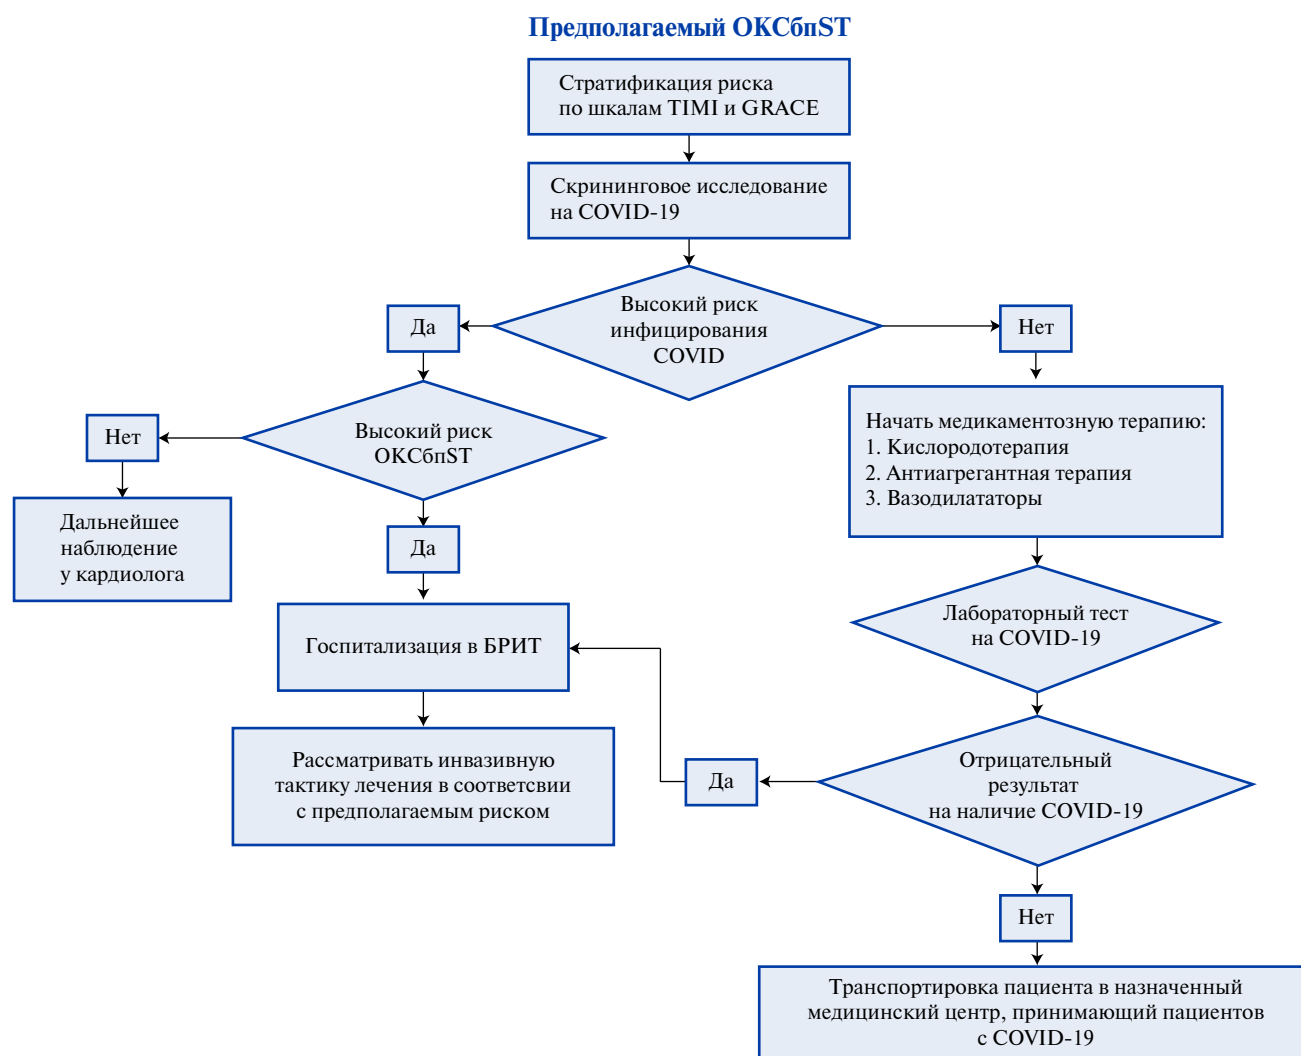 Предполагаемый ОКСбпST
Стратификация риска
по шкалам TIMI и GRACE
Скрининговое исследование
на COVID-19
Высокий риск
инфицирования
COVID
Да
Нет
Высокий риск
ОКСбпST
Нет
Дальнейшее
наблюдение
у кардиолога
Да
Госпитализация в БРИТ
Рассматривать инвазивную
тактику лечения в соответсвии
с предполагаемым риском
Начать медикаментозную терапию:
1. Кислородотерапия
2. Антиагрегантная терапия
3. Вазодилататоры
Лабораторный тест
на COVID-19
Отрицательный
результат
на наличие COVID-19
Да
Нет
Транспортировка пациента в назначенный
медицинский центр, принимающий пациентов
с COVID-19